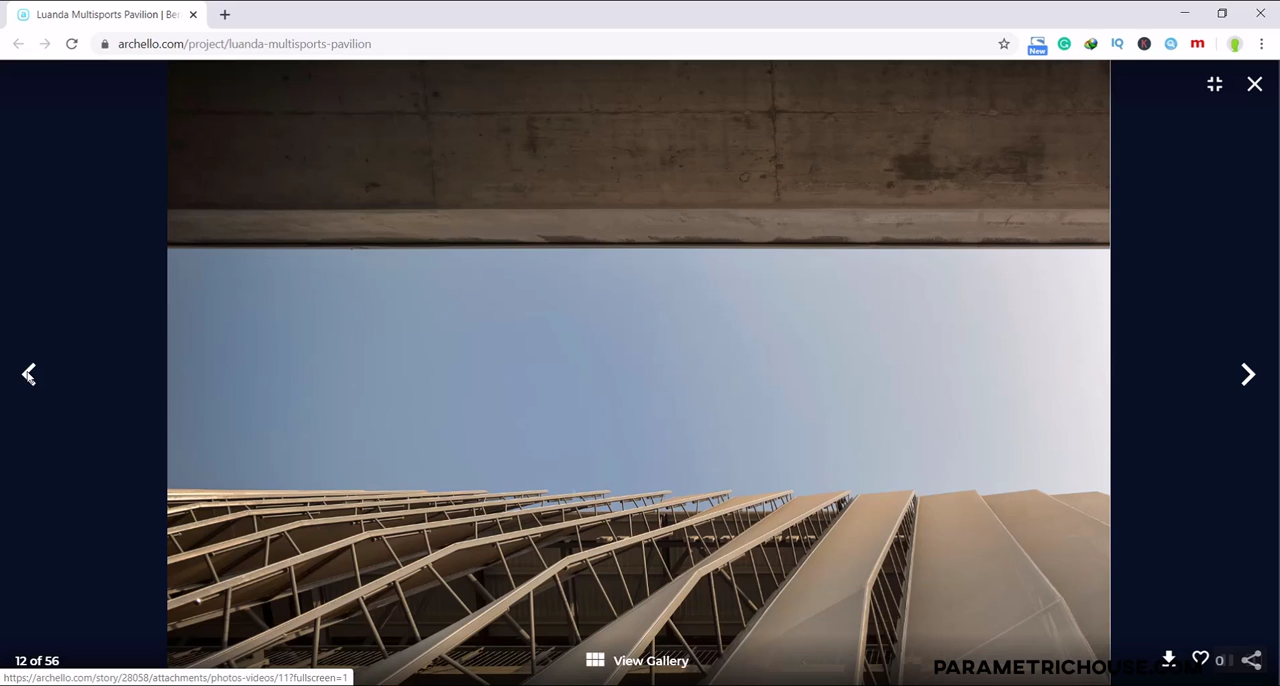 Luanda Multisports Pavilion | Be
archello.com/project/luanda-multisports-pavilion
New
IQ
K
m
12 of 56
View Gallery
0
PARAMETRICHOUSE.COM
https://archello.com/story/28058/attachments/photos-videos/11?fullscreen=1